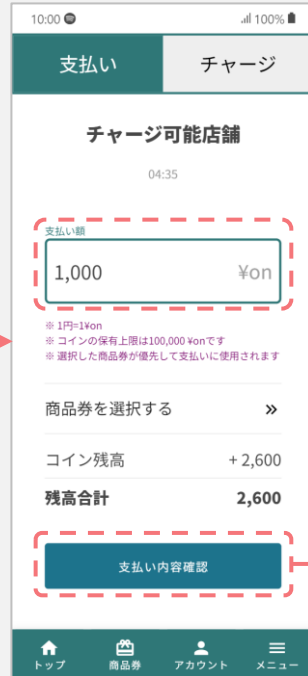 10:00 100%
支払い チャージ
チャージ可能店舗
04:35
支払い額
1,000 ¥on
※ 1円=1¥on
※ コインの保有上限は100,000 ¥onです
※ 選択した商品券が優先して支払いに使用されます
商品券を選択する »
コイン残高 + 2,600
残高合計 2,600
支払い内容確認
トップ 商品券 アカウント メニュー